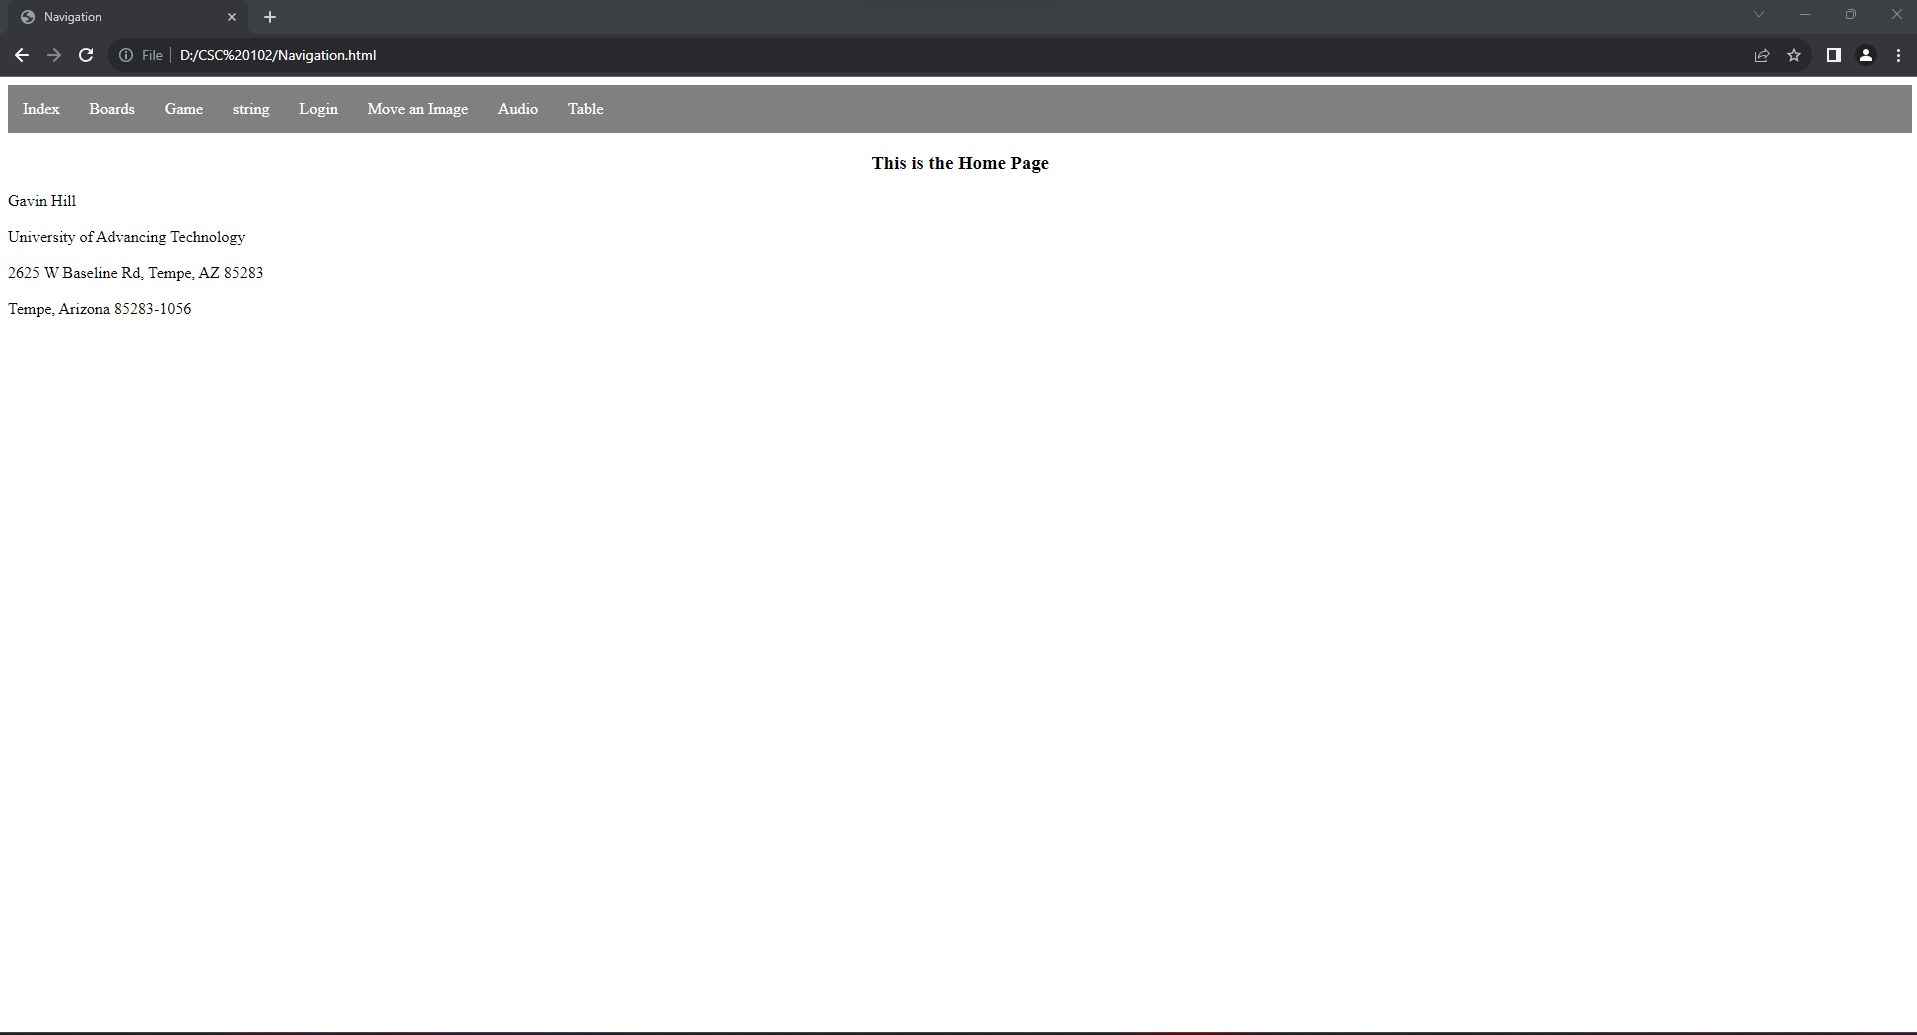 Navigation
File D:/CSC%20102/Navigation.html
Index Boards Game string Login Move an Image Audio Table
This is the Home Page
Gavin Hill
University of Advancing Technology
2625 W Baseline Rd, Tempe, AZ 85283
Tempe, Arizona 85283-1056